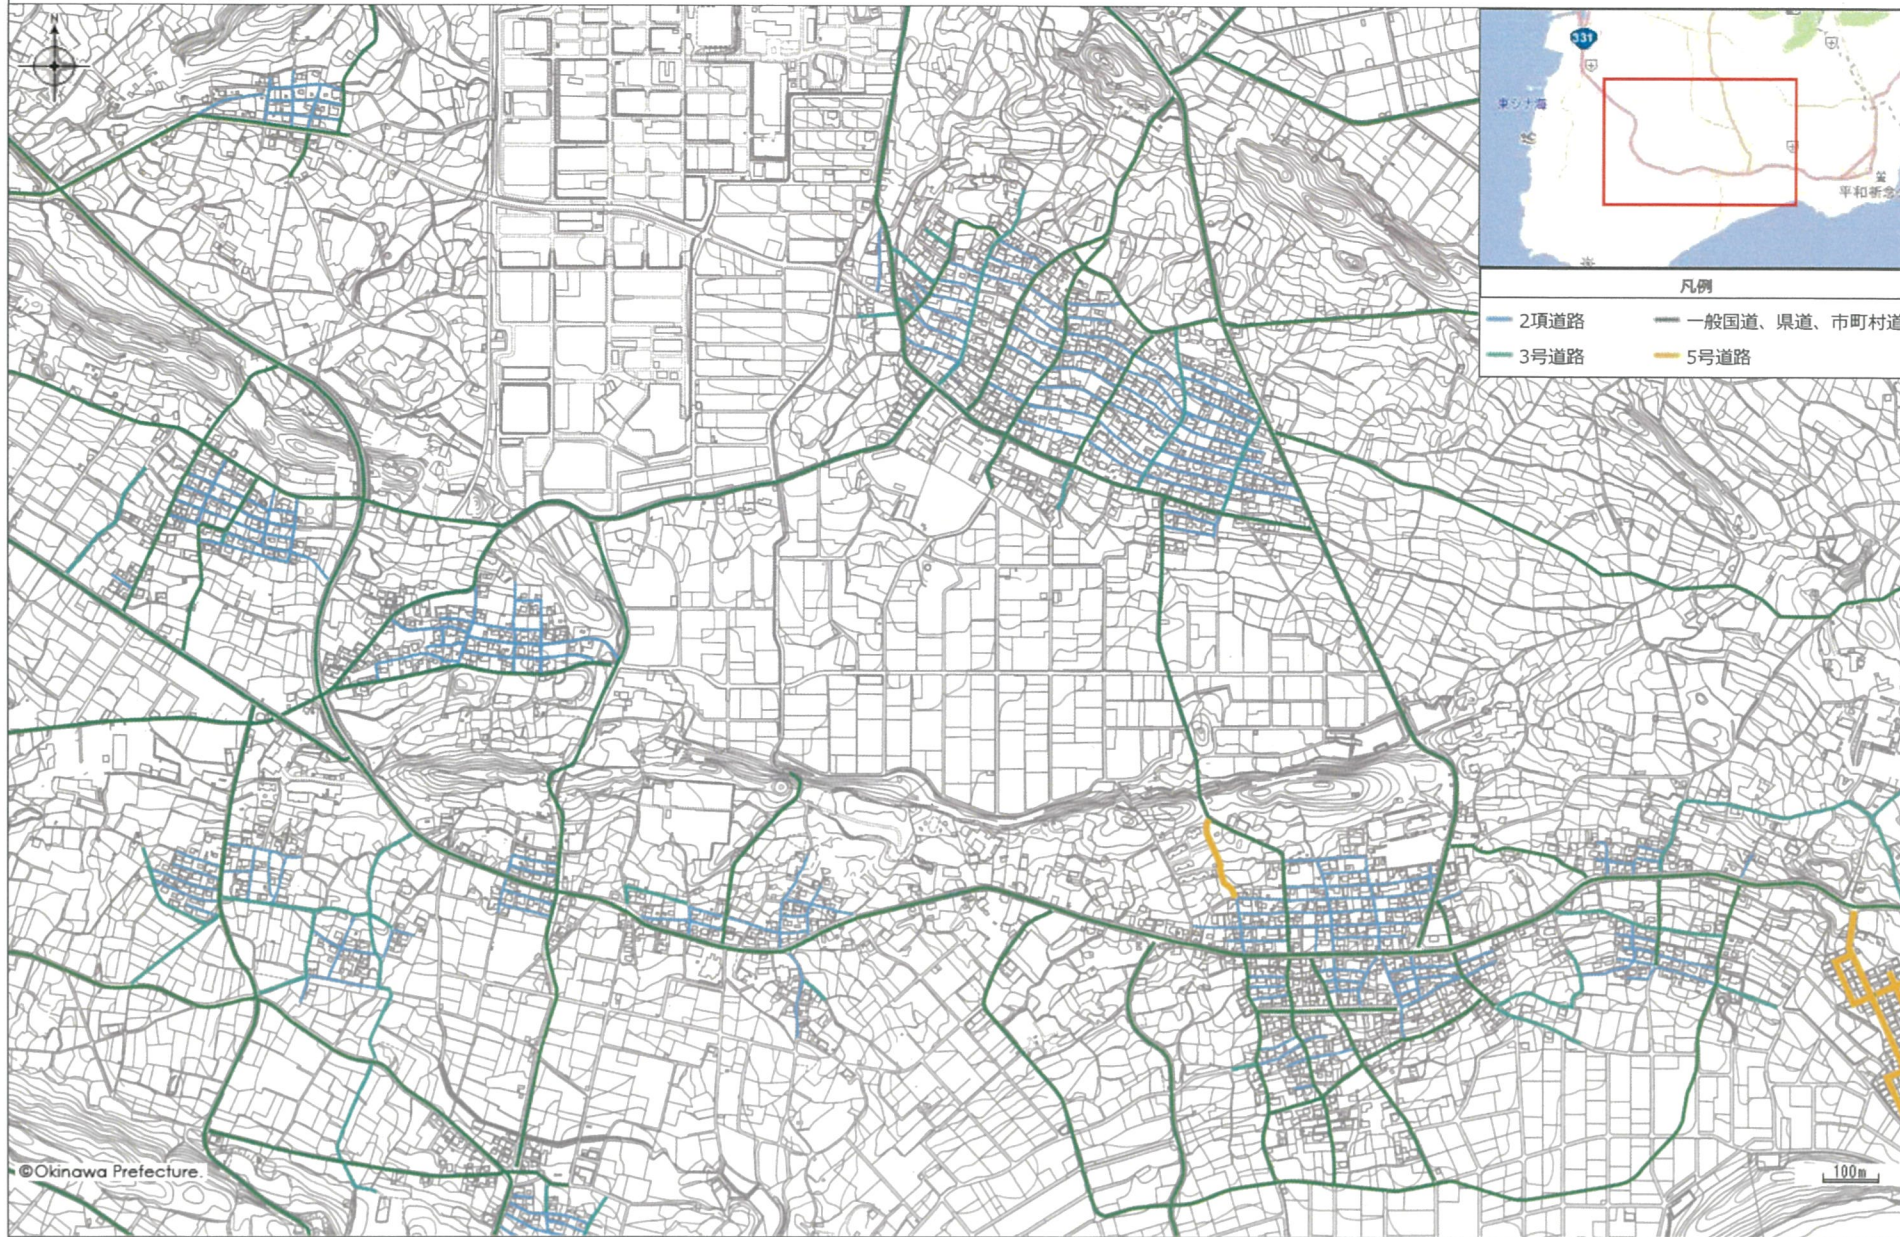 N
331
東シナ海
平和祈念
凡例
2項道路
一般国道、県道、市町村道
3号道路
5号道路
©Okinawa Prefecture.
100m